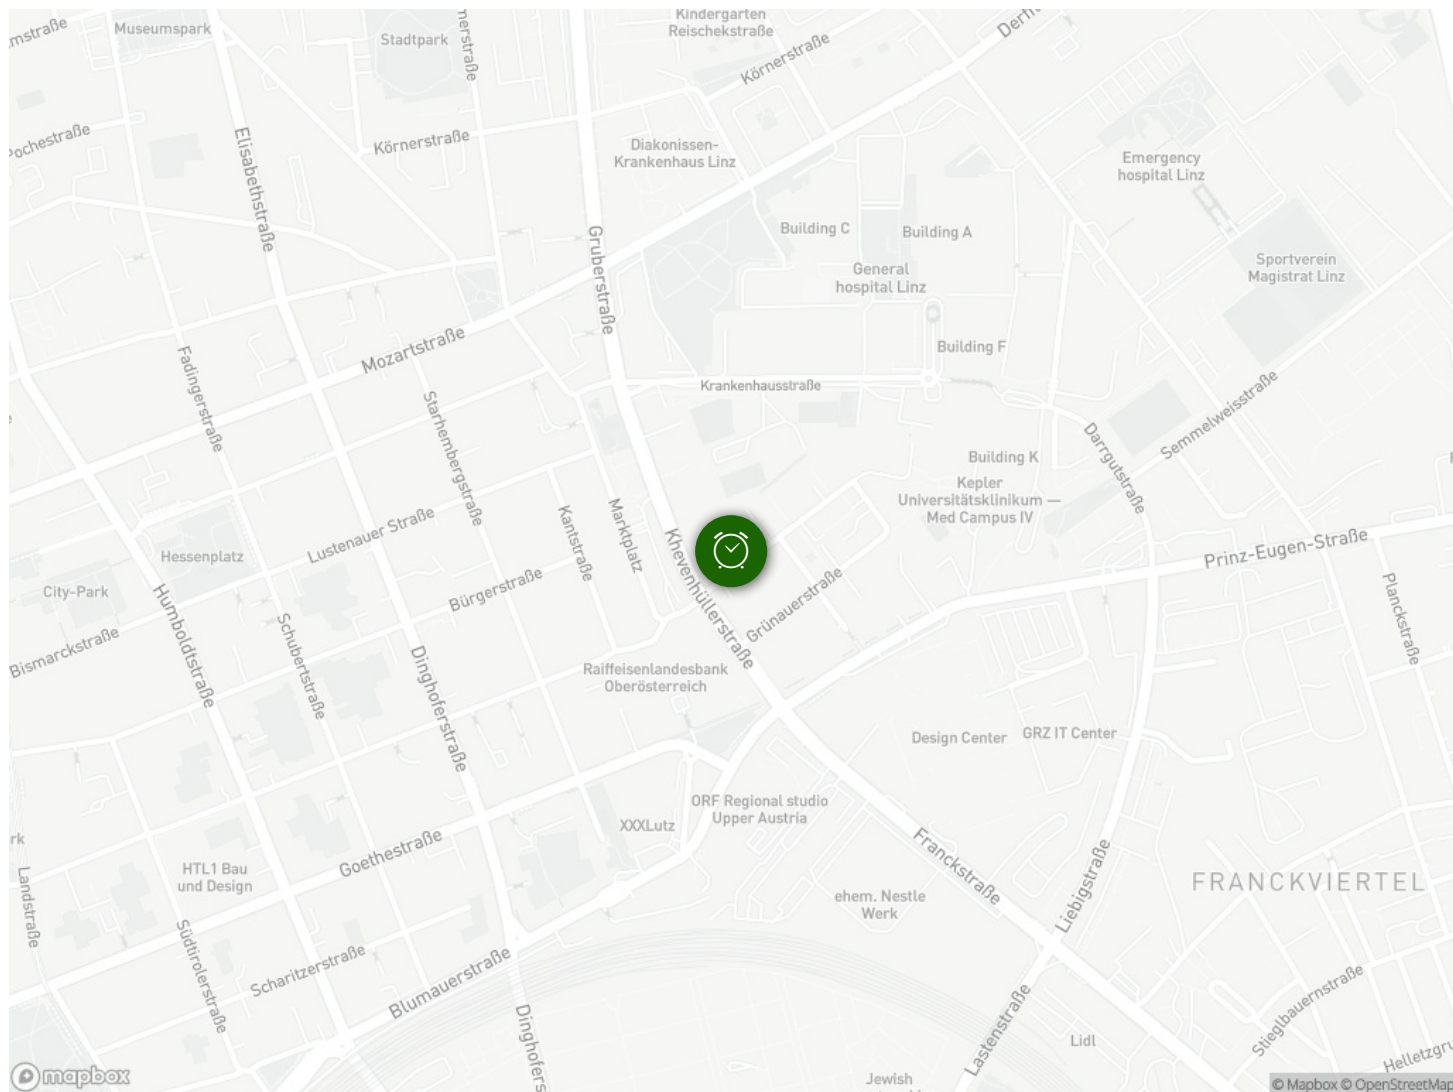 Kindergarten
Reischekstraße
Museumspark
Stadtpark
Körnerstraße
Körnerstraße
Elisabethstraße
Diakonissen-
Krankenhaus Linz
Emergency
hospital Linz
Building C
Building A
Gruberstraße
General
hospital Linz
Sportverein
Magistrat Linz
Mozartstraße
Building F
Fadingerstraße
Krankenhausstraße
Starhembergstraße
Semmelweisstraße
Darrgutstraße
Building K
Kepler
Universitätsklinikum —
Med Campus IV
Lustenauer Straße
Kantstraße
Marktplatz
Khevenhüllerstraße
Hessenplatz
Prinz-Eugen-Straße
City-Park
Bürgerstraße
Grünauerstraße
Planckstraße
Bismarckstraße
Humboldtstraße
Schubertstraße
Dinghoferstraße
Raiffeisenlandesbank
Oberösterreich
Design Center
GRZ IT Center
ORF Regional studio
Upper Austria
XXXLutz
Goethestraße
HTL1 Bau
und Design
Landstraße
Franckstraße
Liebigstraße
FRANCKVIERTEL
ehem. Nestle
Werk
Südtirolerstraße
Scharitzerstraße
Blumauerstraße
Lastenstraße
Stieglbauernstraße
Lidl
Jewish
mapbox
© Mapbox © OpenStreetMap